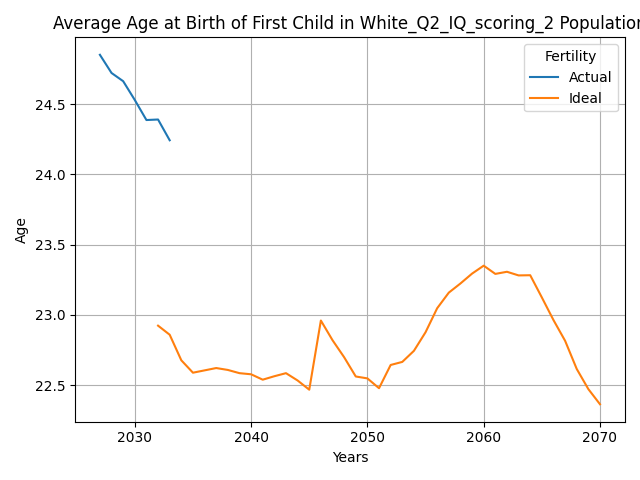 Average Age at Birth of First Child in White_Q2_IQ_scoring_2 Population
Fertility
Actual
Ideal
24.5
24.0
23.5
23.0
22.5
Age
2030 2040 2050 2060 2070
Years